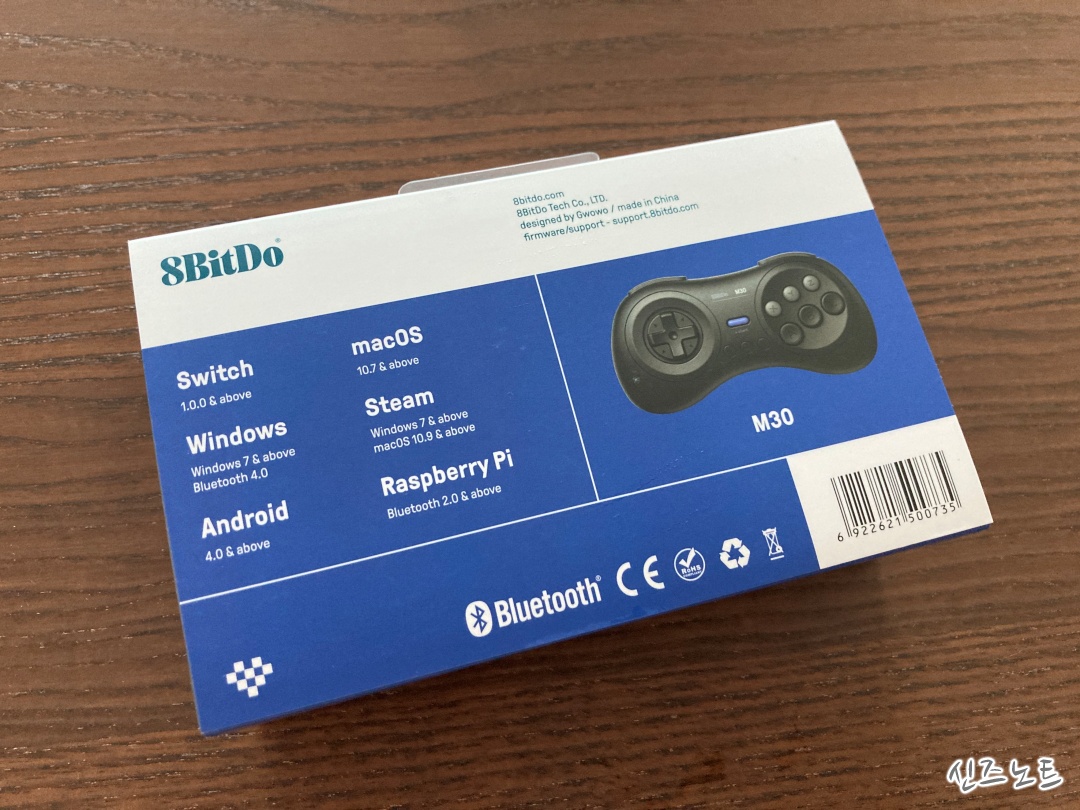 8BitDo
8bitdo.com
8BitDo Tech Co., LTD.
designed by Gwowo / made in China
firmware/support - support.8bitdo.com
Switch
1.0.0 & above
Windows
Windows 7 & above
Bluetooth 4.0
Android
4.0 & above
macOS
10.7 & above
Steam
Windows 7 & above
macOS 10.9 & above
Raspberry Pi
Bluetooth 2.0 & above
M30
M30
Bluetooth®
CE
RoHS
6 922621 500735
신즈노트